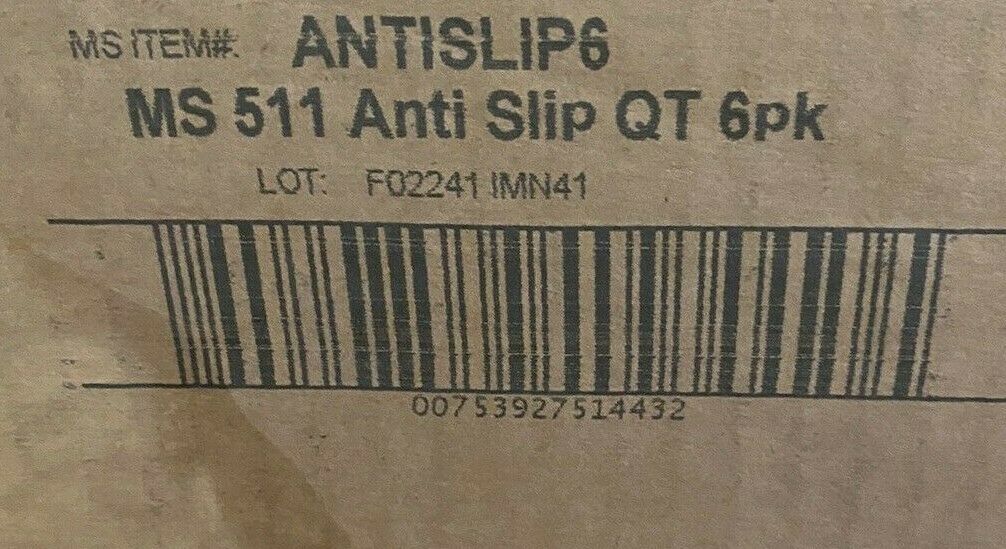 MS ITEM#: ANTISLIP6
MS 511 Anti Slip QT 6pk
LOT: F02241 IMN41
00753927514432